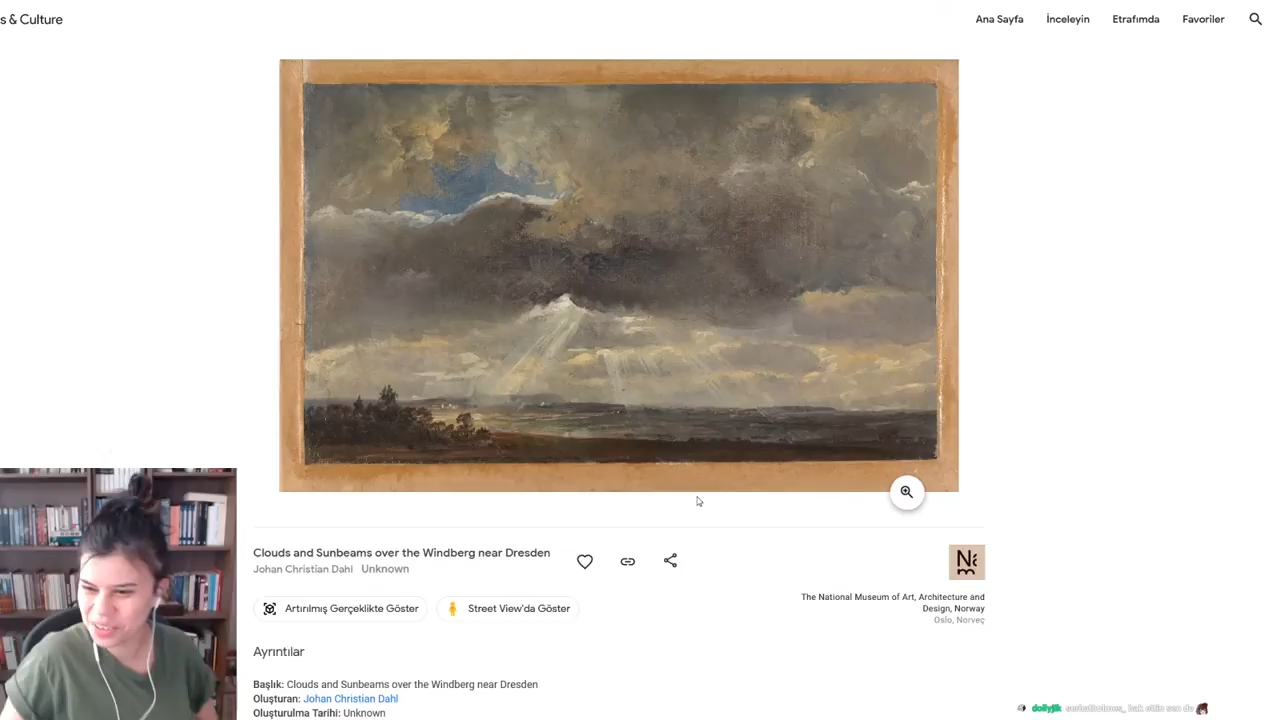 s & Culture
Ana Sayfa İnceleyin Etrafımda Favoriler
Clouds and Sunbeams over the Windberg near Dresden
Johan Christian Dahl Unknown
The National Museum of Art, Architecture and
Design, Norway
Oslo, Norveç
Artırılmış Gerçeklikte Göster
Street View'da Göster
Ayrıntılar
Başlık: Clouds and Sunbeams over the Windberg near Dresden
Oluşturan: Johan Christian Dahl
Oluşturulma Tarihi: Unknown